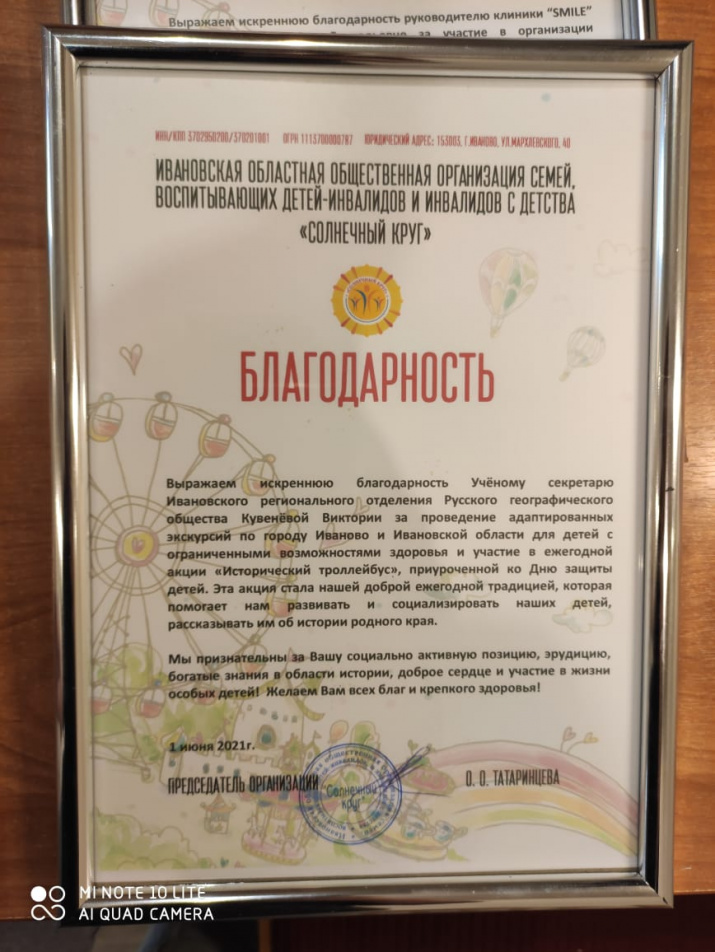 Выражаем искреннюю благодарность руководителю клиники "SMILE"
за участие в организации
ИНН/КПП 3702950200/370201001 ОГРН 1113700000787 ЮРИДИЧЕСКИЙ АДРЕС: 153003, Г.ИВАНОВО, УЛ.МАРХЛЕВСКОГО, 40
ИВАНОВСКАЯ ОБЛАСТНАЯ ОБЩЕСТВЕННАЯ ОРГАНИЗАЦИЯ СЕМЕЙ,
ВОСПИТЫВАЮЩИХ ДЕТЕЙ-ИНВАЛИДОВ И ИНВАЛИДОВ С ДЕТСТВА
«СОЛНЕЧНЫЙ КРУГ»
БЛАГОДАРНОСТЬ
Выражаем искреннюю благодарность Учёному секретарю
Ивановского регионального отделения Русского географического
общества Кувенёвой Виктории за проведение адаптированных
экскурсий по городу Иваново и Ивановской области для детей с
ограниченными возможностями здоровья и участие в ежегодной
акции «Исторический троллейбус», приуроченной ко Дню защиты
детей. Эта акция стала нашей доброй ежегодной традицией, которая
помогает нам развивать и социализировать наших детей,
рассказывать им об истории родного края.
Мы признательны за Вашу социально активную позицию, эрудицию,
богатые знания в области истории, доброе сердце и участие в жизни
особых детей! Желаем Вам всех благ и крепкого здоровья!
1 июня 2021г.
ПРЕДСЕДАТЕЛЬ ОРГАНИЗАЦИИ О. О. ТАТАРИНЦЕВА
"Солнечный
круг"
MI NOTE 10 LITE
AI QUAD CAMERA